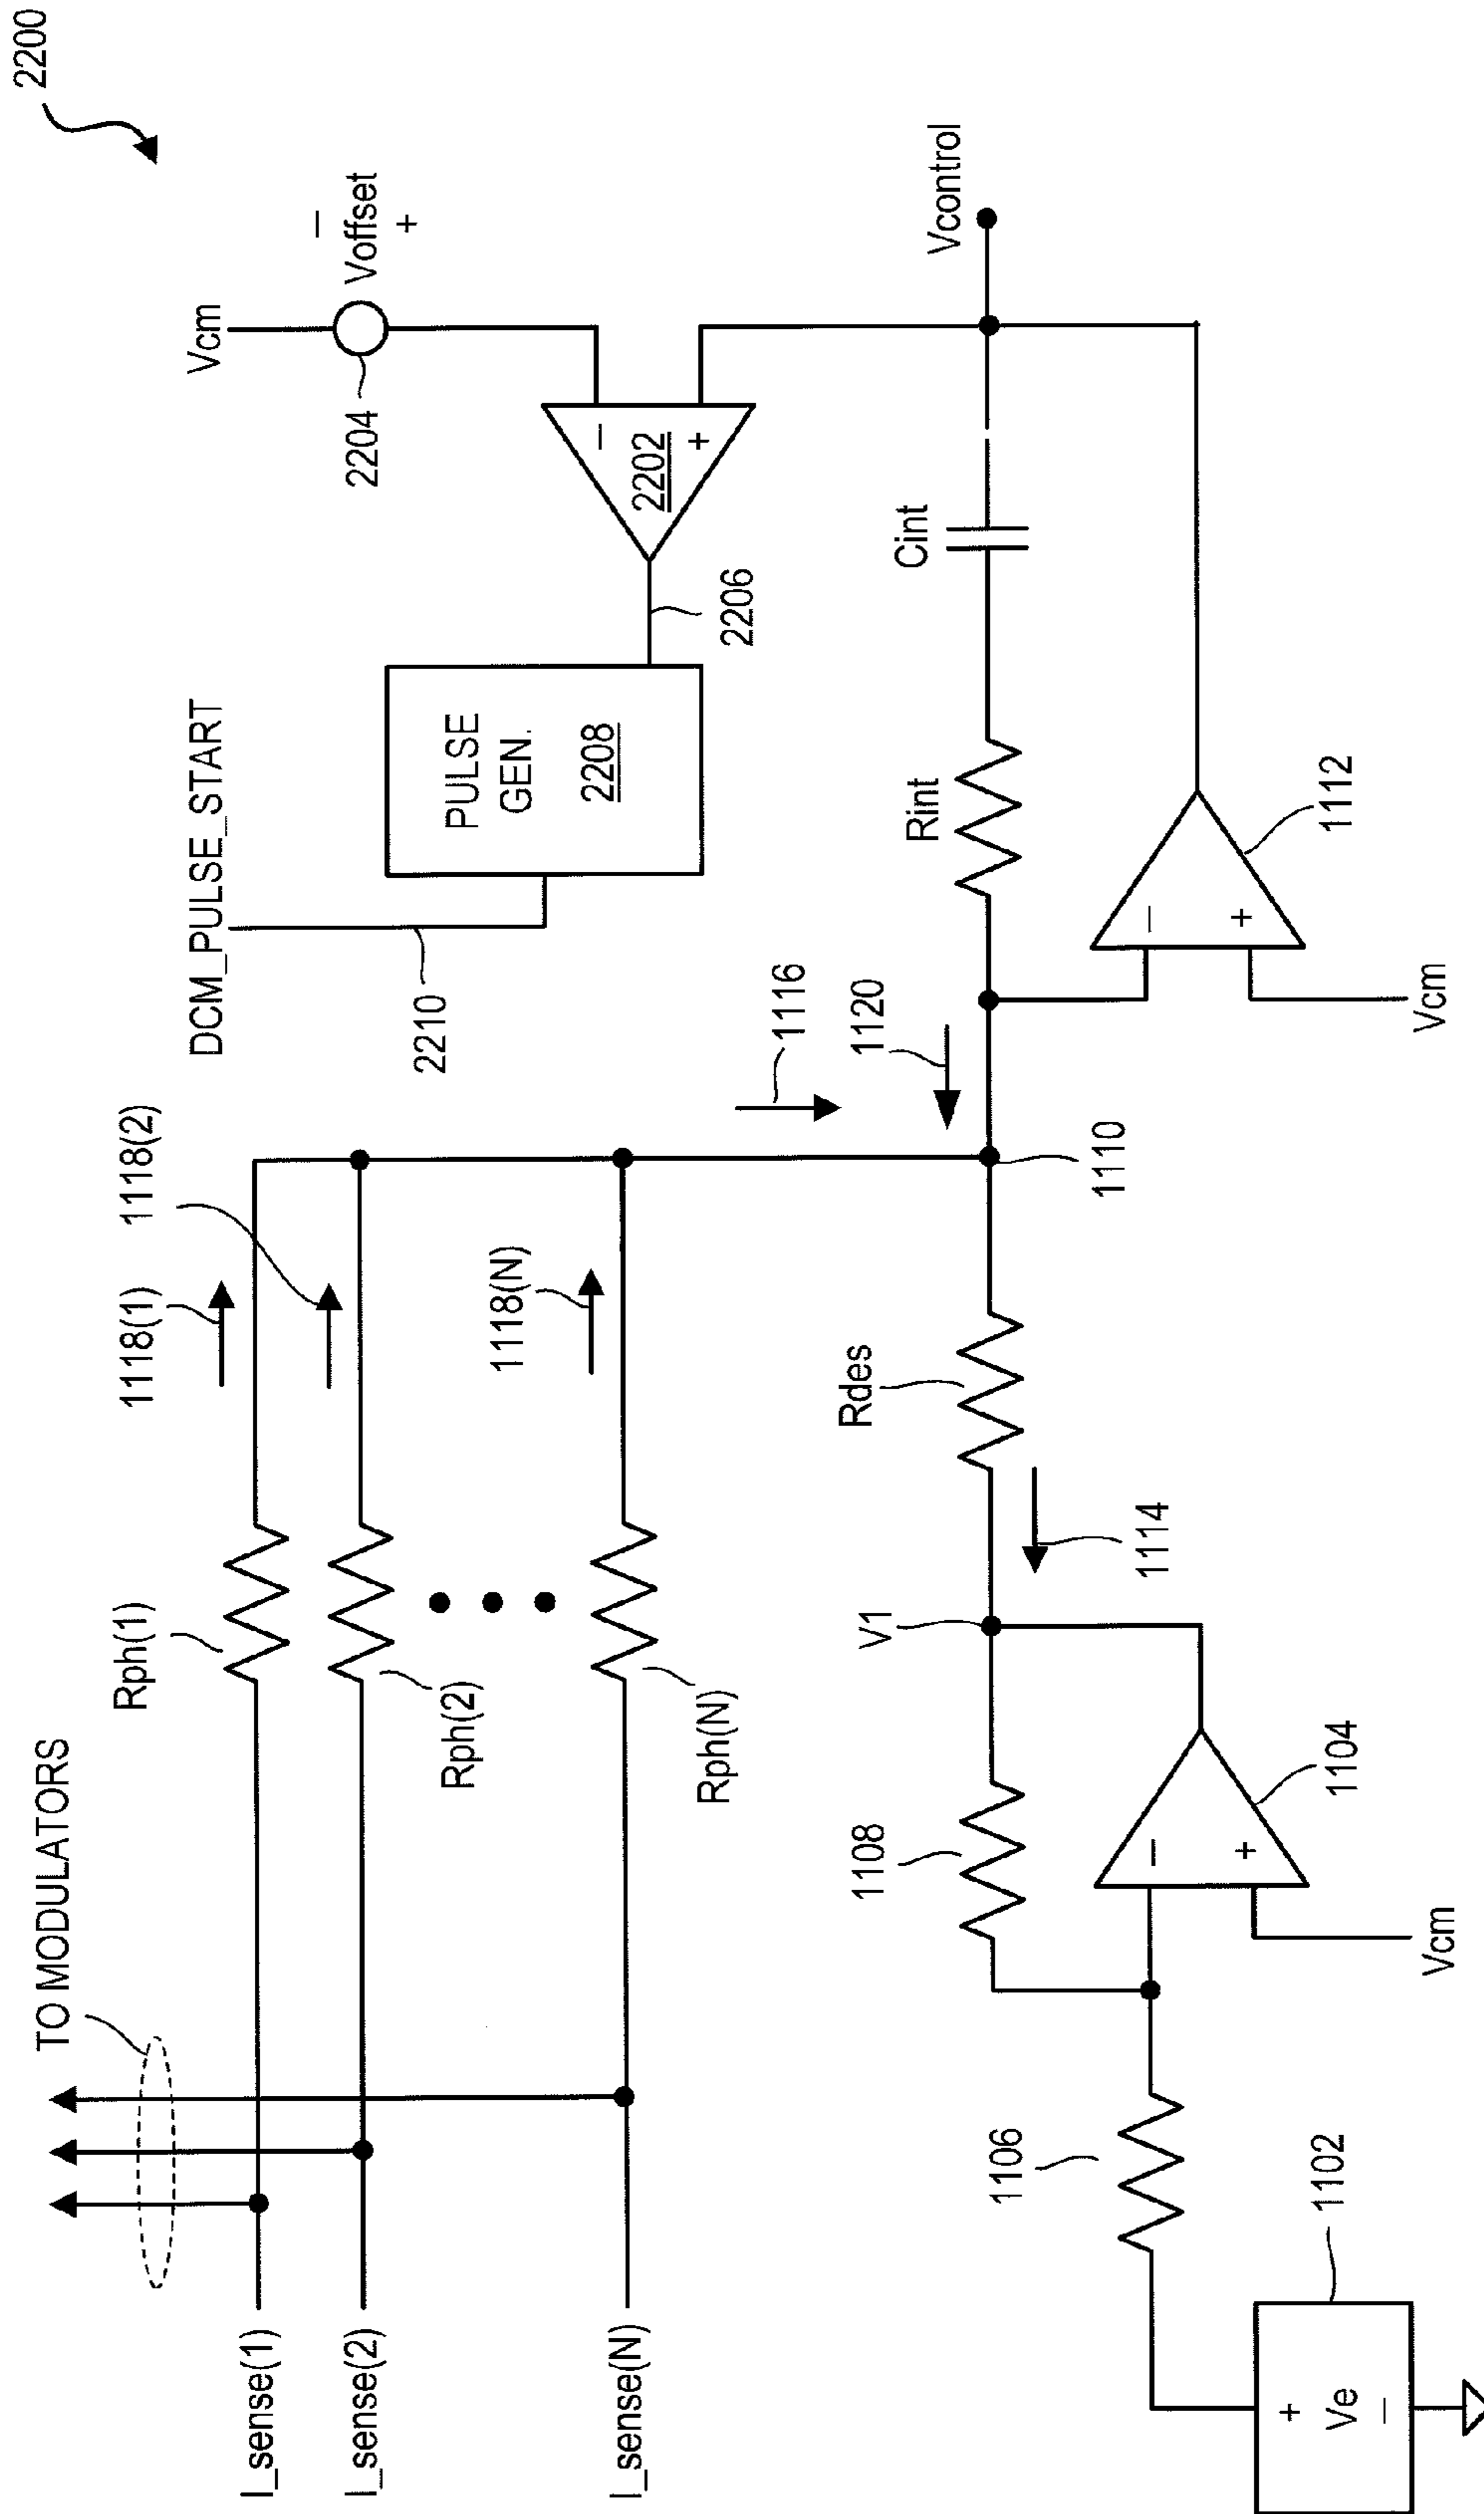 2200
TO MODULATORS
I_sense(1)
I_sense(2)
I_sense(N)
Rph(1)
Rph(2)
Rph(N)
1118(1)
1118(2)
1118(N)
DCM_PULSE_START
2210
PULSE
GEN.
2208
2206
−
2202
+
Vcm
2204
−
Voffset
+
1116
1120
1110
Rint
Cint
Vcontrol
Rdes
1114
V1
1108
−
+
1104
Vcm
−
+
1112
Vcm
1106
1102
+
Ve
−